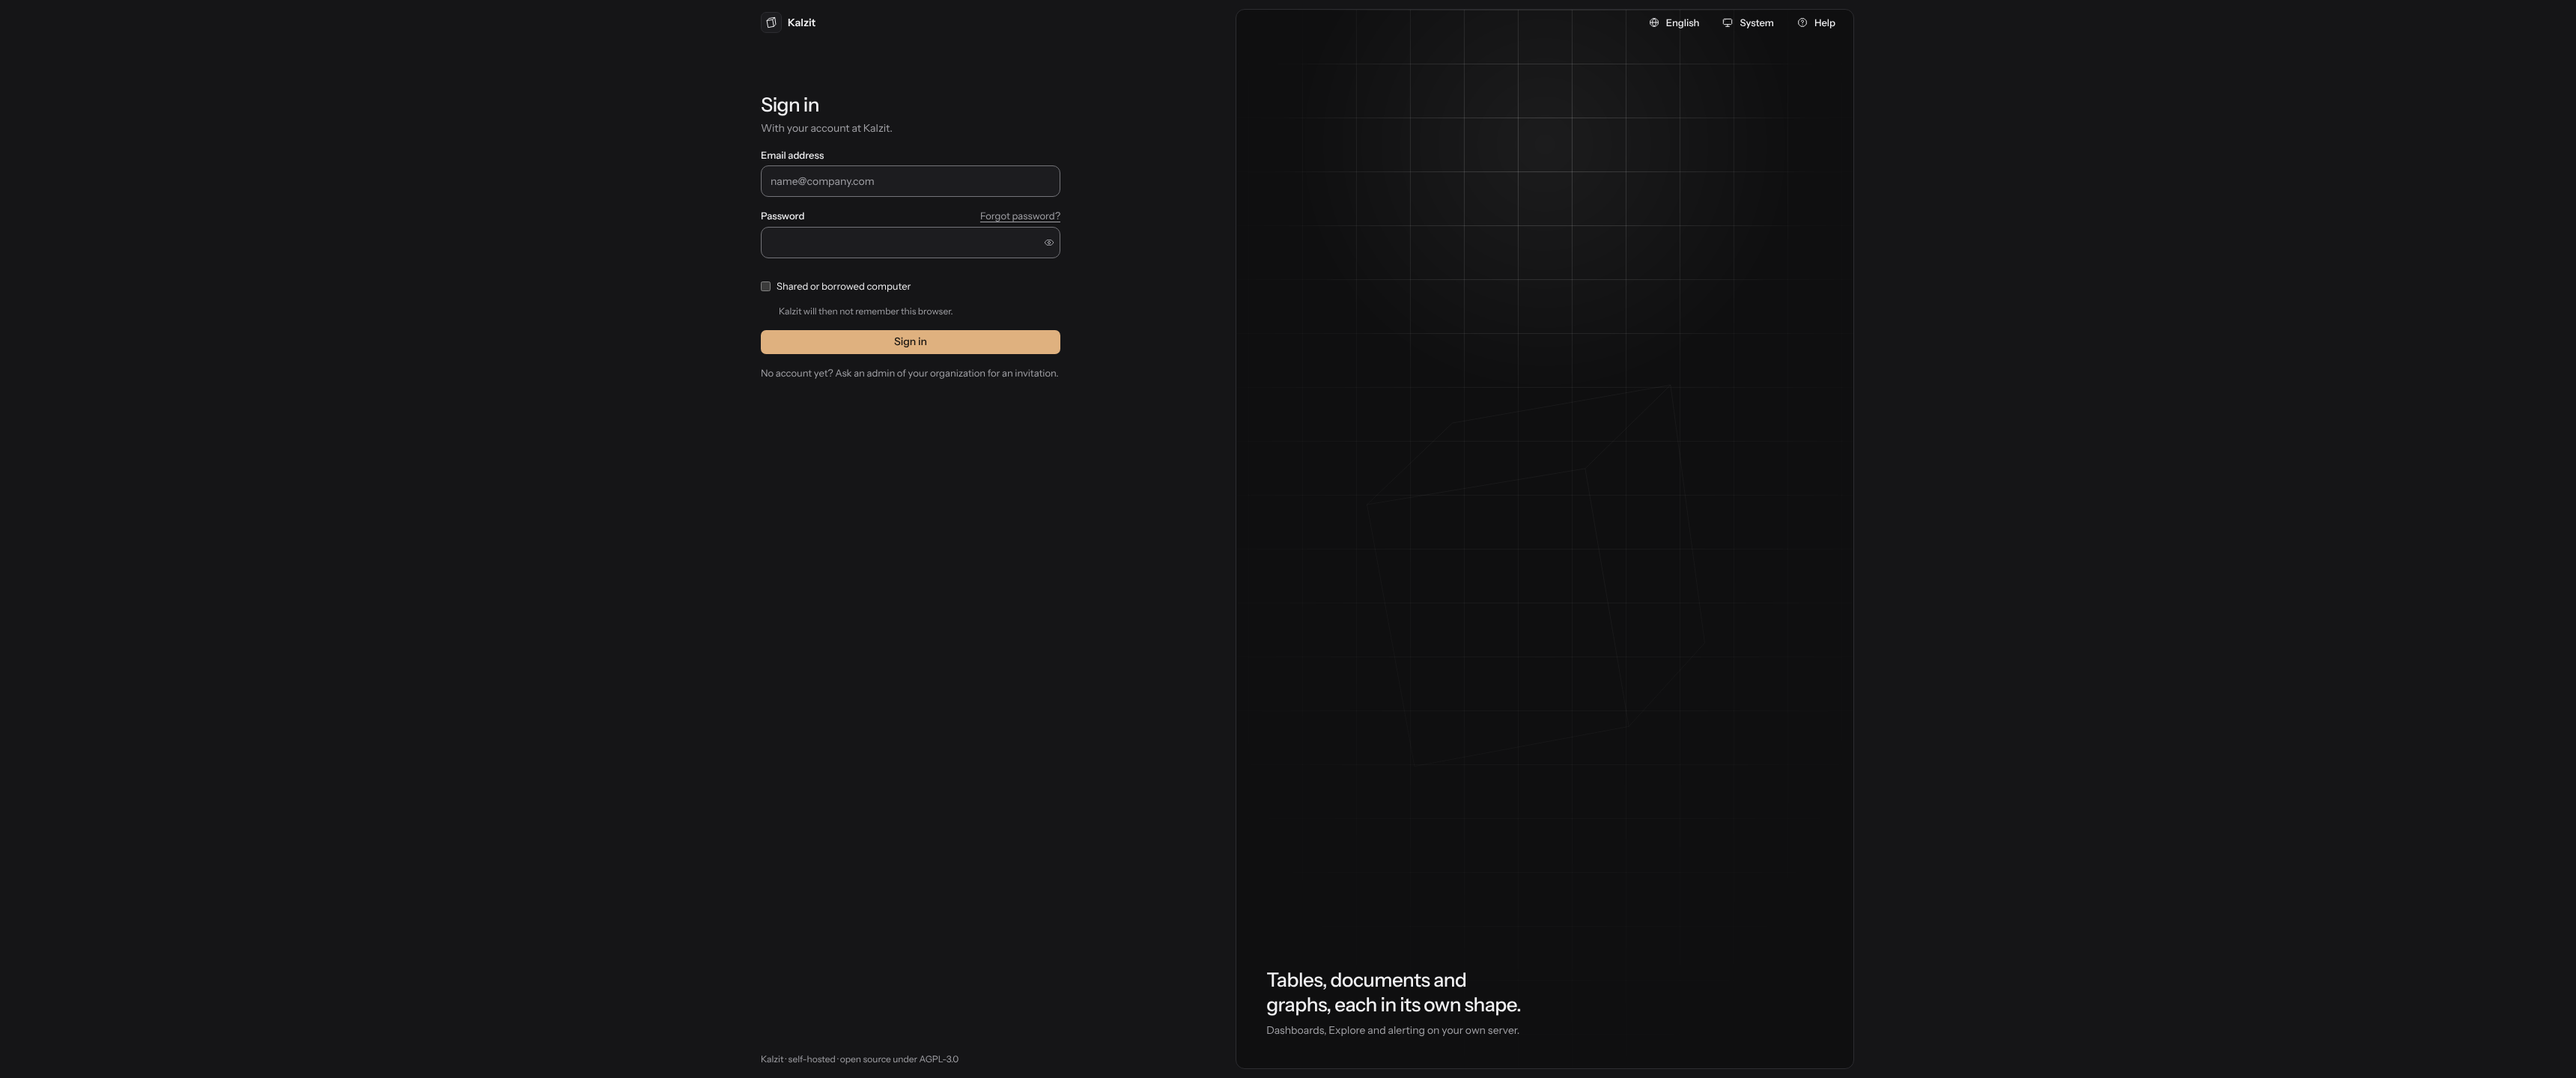 Kalzit
English
System
Help
Sign in
With your account at Kalzit.
Email address
name@company.com
Password
Forgot password?
Shared or borrowed computer
Kalzit will then not remember this browser.
Sign in
No account yet? Ask an admin of your organization for an invitation.
Tables, documents and
graphs, each in its own shape.
Dashboards, Explore and alerting on your own server.
Kalzit · self-hosted · open source under AGPL-3.0